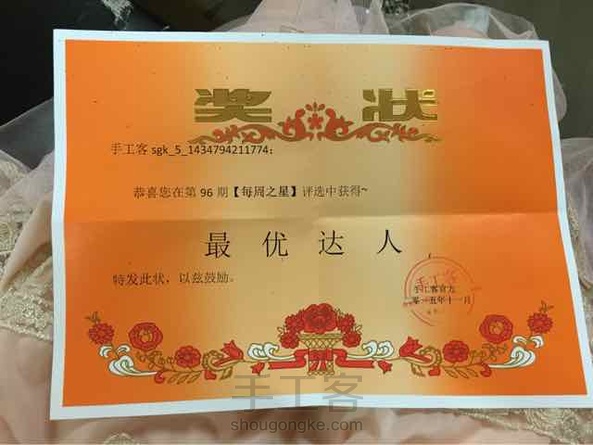 奖 状
手工客 sgk_5_1434794211774:
恭喜您在第 96 期【每周之星】评选中获得~
最 优 达 人
特发此状，以兹鼓励。
手工客
手工客官方
零一五年十一月
手工客
shougongke.com